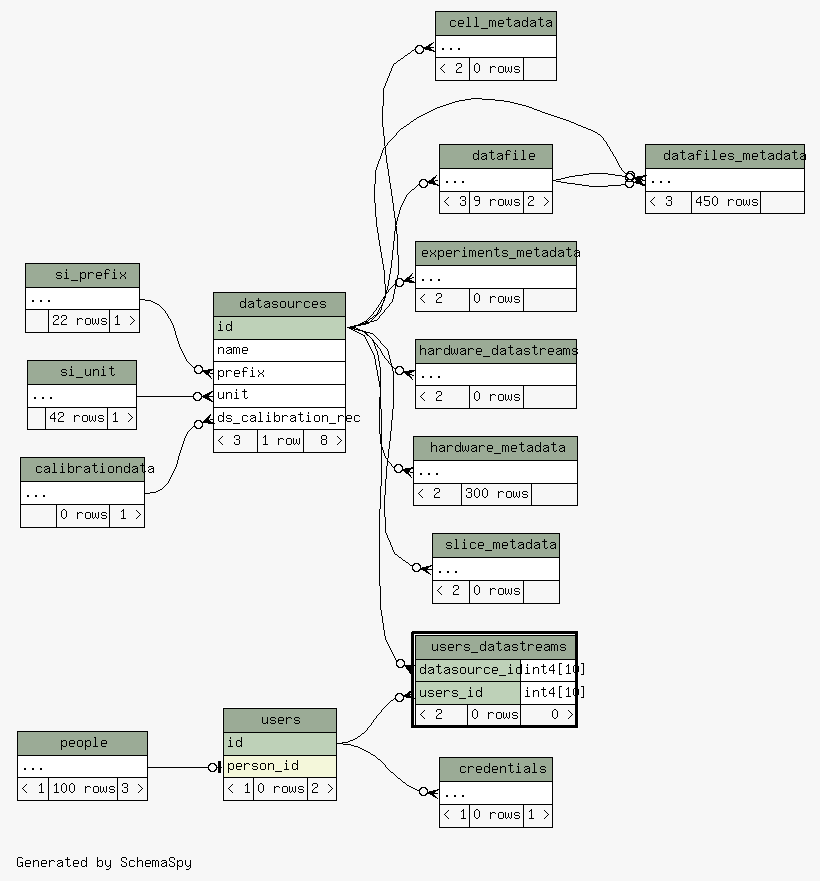 cell_metadata
...
< 2 0 rows
datafile
...
< 3 9 rows 2 >
datafiles_metadata
...
< 3 450 rows
experiments_metadata
...
< 2 0 rows
si_prefix
...
22 rows 1 >
datasources
id
name
prefix
unit
ds_calibration_rec
< 3 1 row 8 >
hardware_datastreams
...
< 2 0 rows
si_unit
...
42 rows 1 >
hardware_metadata
...
< 2 300 rows
calibrationdata
...
0 rows 1 >
slice_metadata
...
< 2 0 rows
users_datastreams
datasource_id int4[10]
users_id int4[10]
< 2 0 rows 0 >
users
id
person_id
< 1 0 rows 2 >
people
...
< 1 100 rows 3 >
credentials
...
< 1 0 rows 1 >
Generated by SchemaSpy